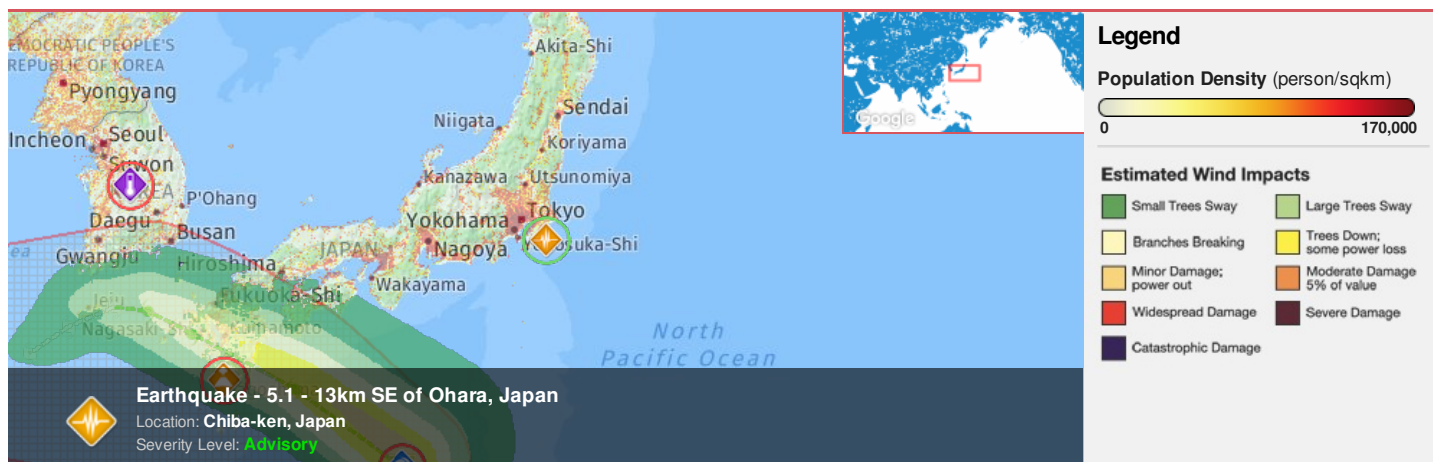 DEMOCRATIC PEOPLE'S
REPUBLIC OF KOREA
Akita-Shi
Pyongyang
Sendai
Niigata
Incheon
Seoul
Koriyama
Suwon
Kanazawa
Utsunomiya
P'Ohang
Daegu
Yokohama
Tokyo
Busan
JAPAN
Nagoya
Gwangju
Hiroshima
Wakayama
Fukuoka-Shi
Jeju
Kumamoto
North
Pacific Ocean
Google
Earthquake - 5.1 - 13km SE of Ohara, Japan
Location: Chiba-ken, Japan
Severity Level: Advisory
Legend
Population Density (person/sqkm)
0 170,000
Estimated Wind Impacts
Small Trees Sway
Large Trees Sway
Branches Breaking
Trees Down;
some power loss
Minor Damage;
power out
Moderate Damage
5% of value
Widespread Damage
Severe Damage
Catastrophic Damage